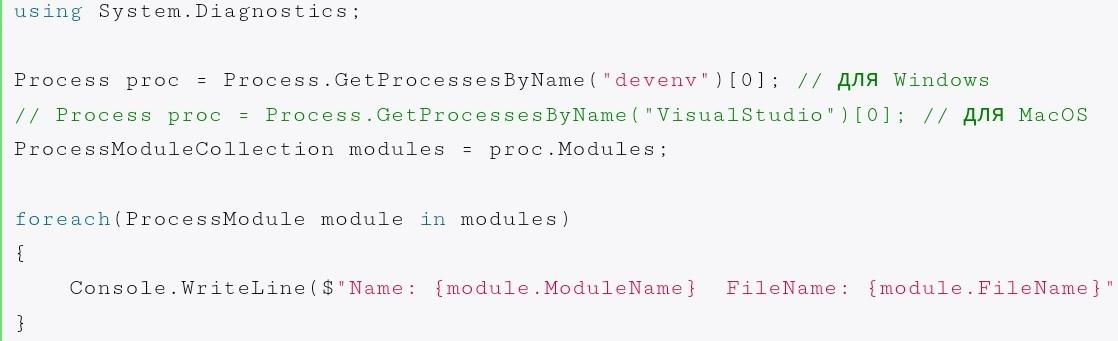 using System.Diagnostics;
Process proc = Process.GetProcessesByName("devenv")[0]; // для Windows
// Process proc = Process.GetProcessesByName("VisualStudio")[0]; // для MacOS
ProcessModuleCollection modules = proc.Modules;
foreach(ProcessModule module in modules)
{
    Console.WriteLine($"Name: {module.ModuleName}  FileName: {module.FileName}"
}